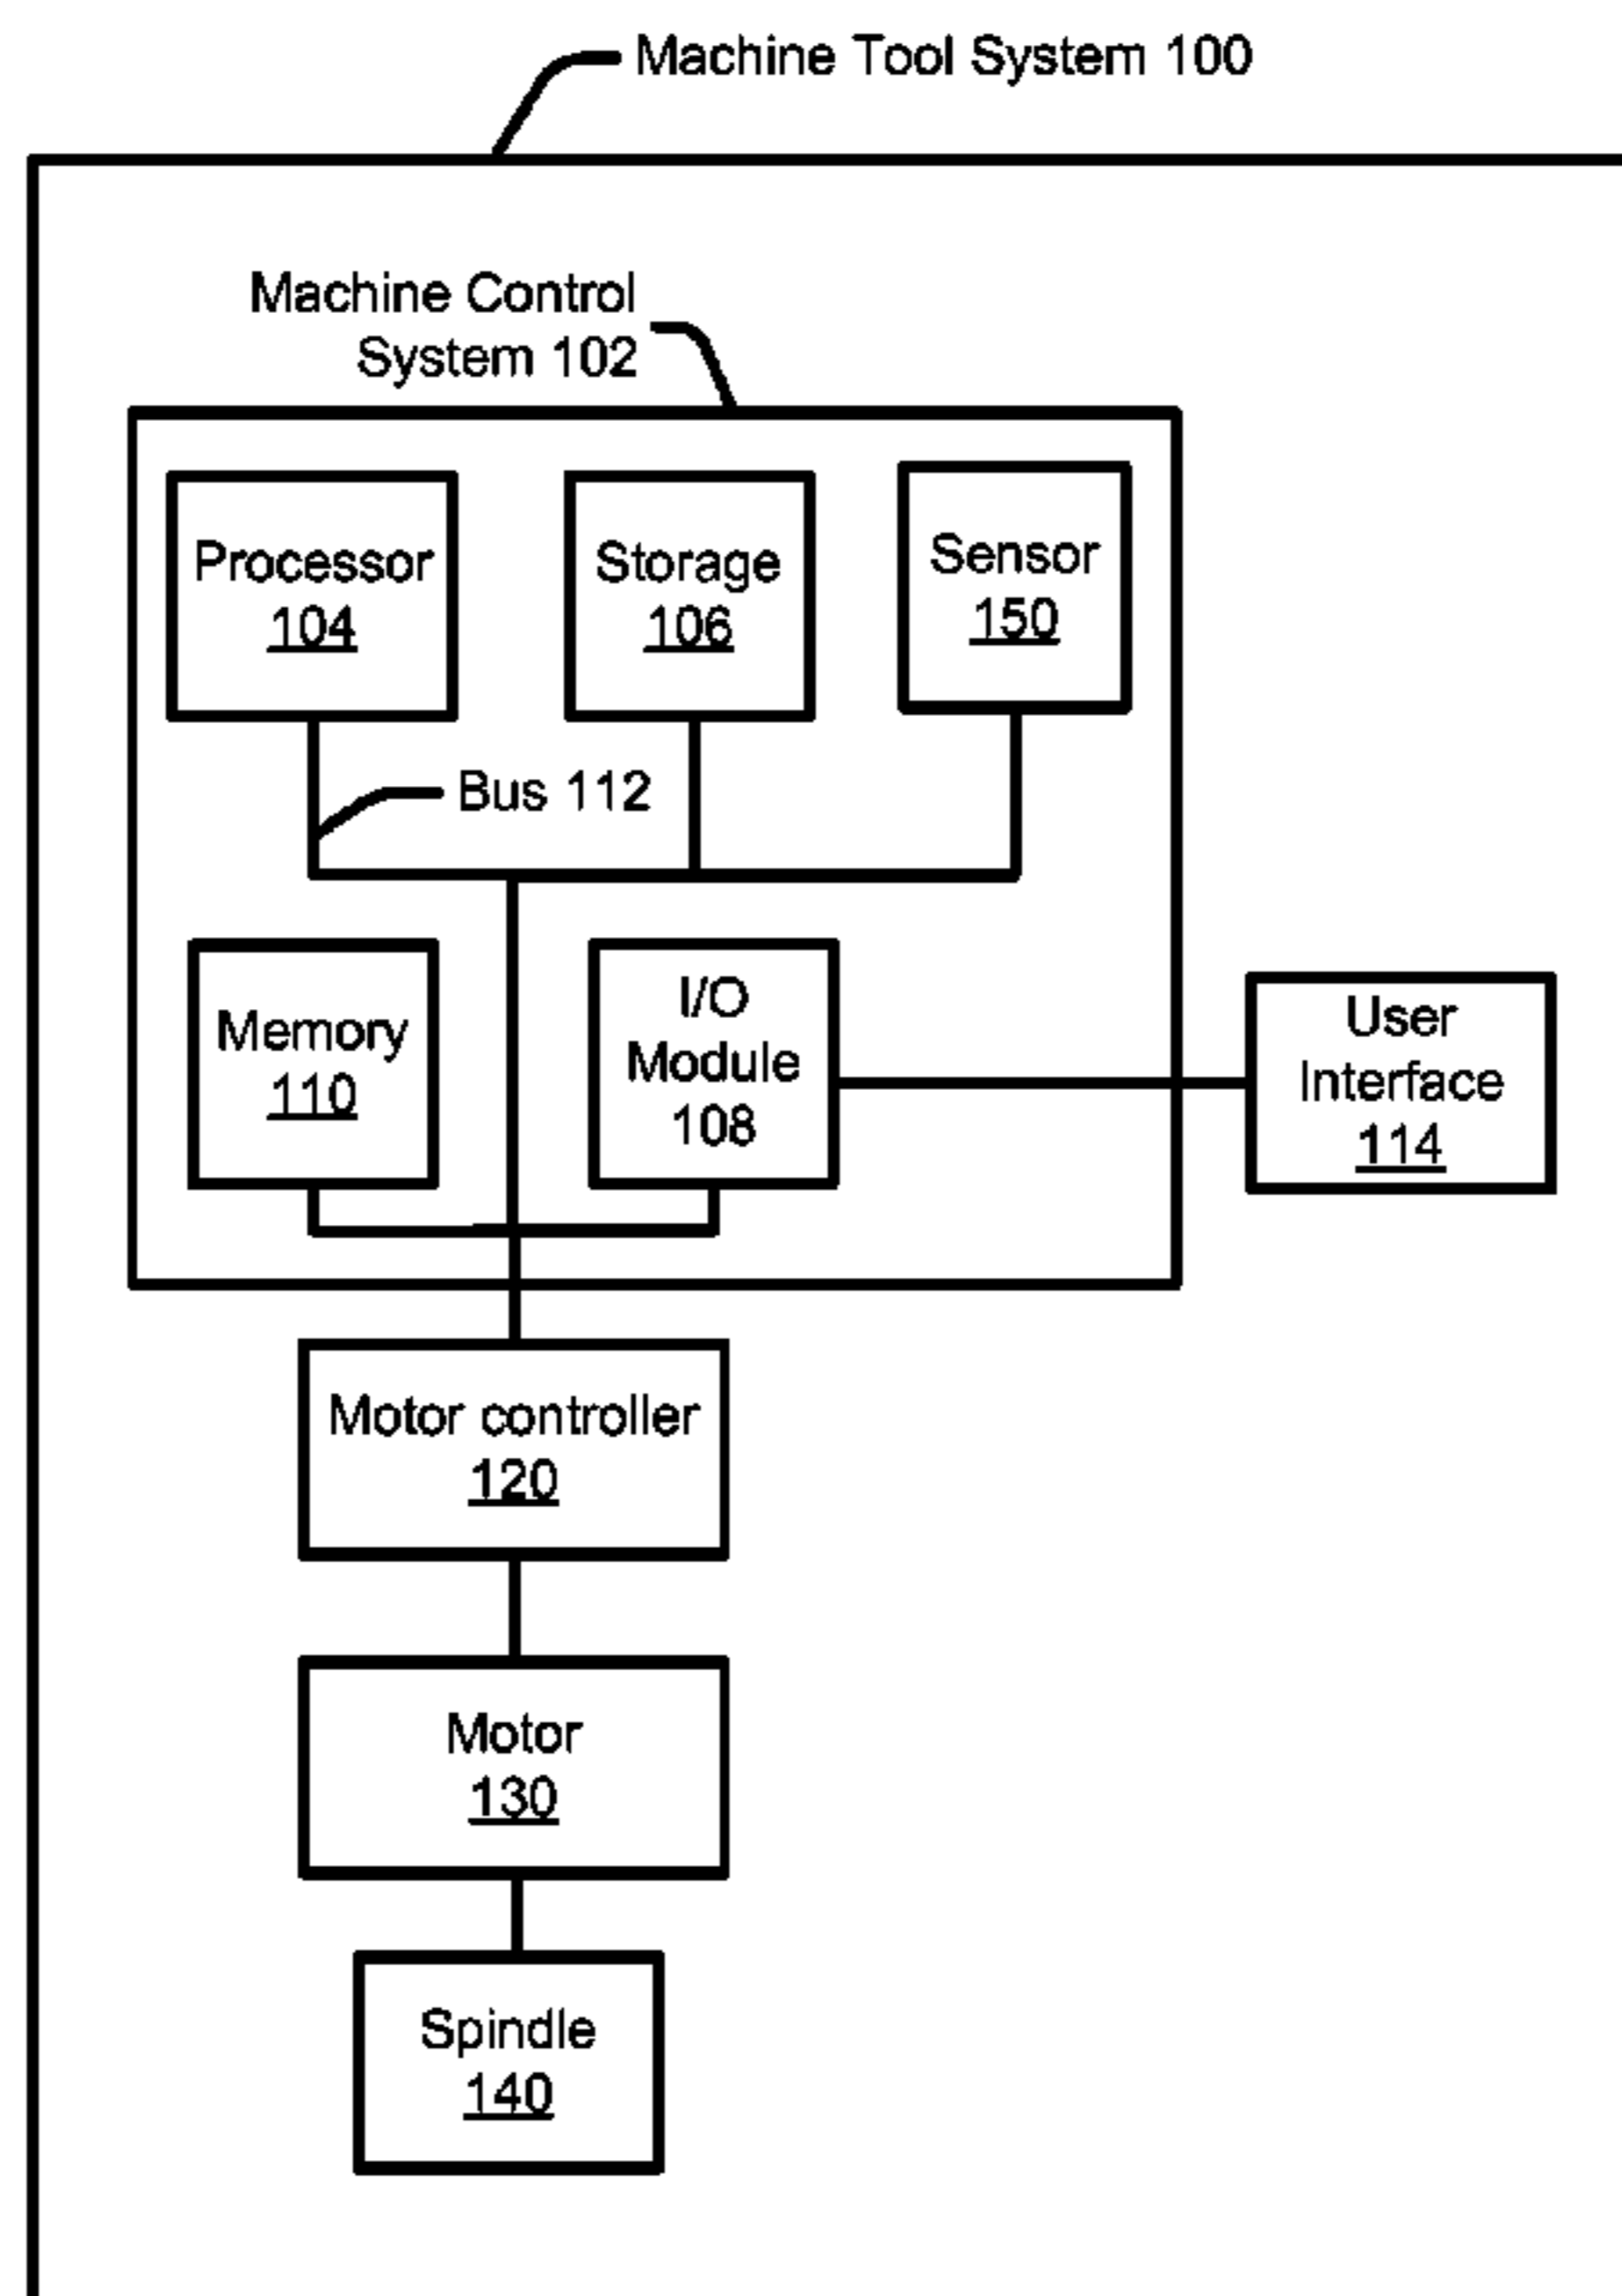 Machine Tool System 100
Machine Control
System 102
Processor
104
Storage
106
Sensor
150
Bus 112
Memory
110
I/O
Module
108
User
Interface
114
Motor controller
120
Motor
130
Spindle
140